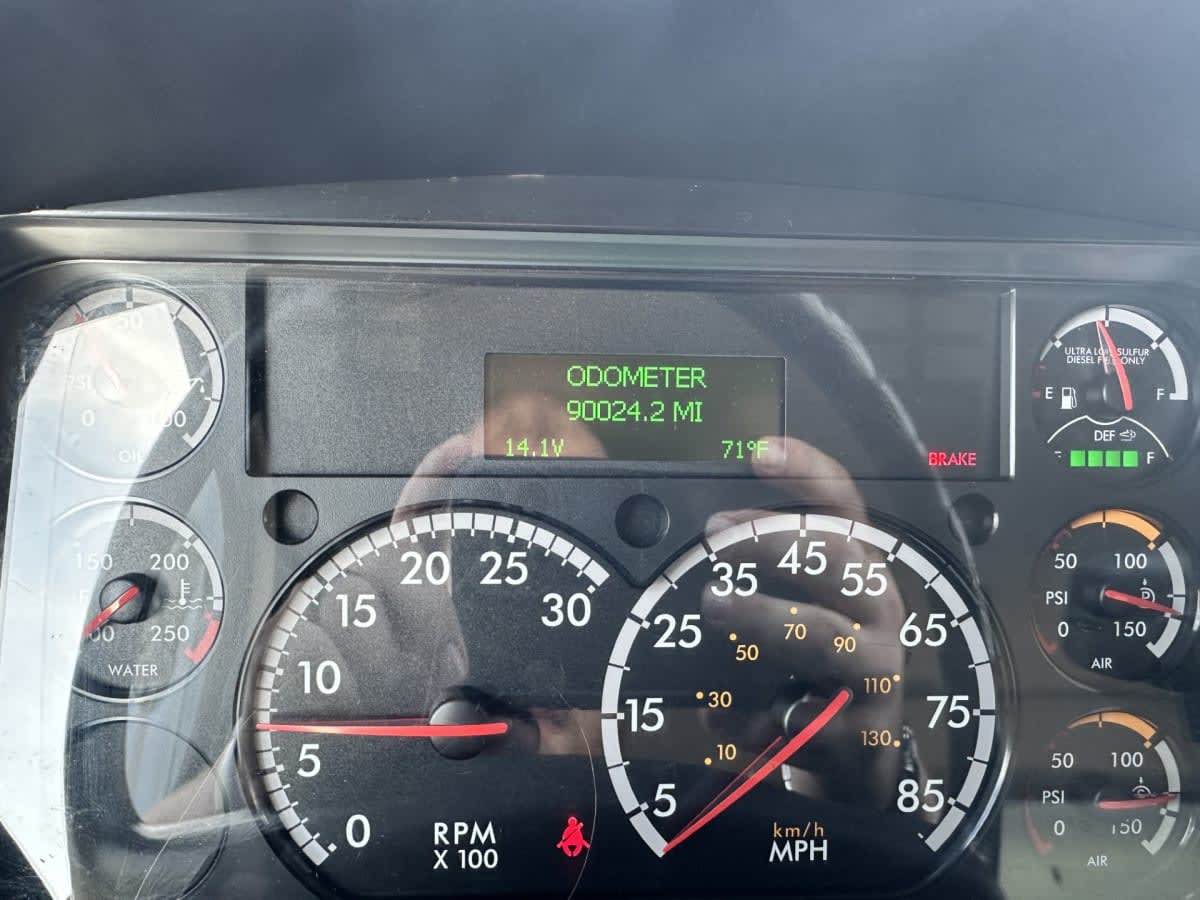 ODOMETER
90024.2 MI
14.1V 71°F
BRAKE
50
PSI
0
OIL
150 200
250
WATER
0
5
10
15
20
25
30
RPM
X 100
5
15
25
35
45
55
65
75
85
10
30
50
70
90
110
130
km/h
MPH
ULTRA LOW SULFUR
DIESEL FUEL ONLY
E F
DEF
F
50 100
PSI
0 150
AIR
50 100
PSI
0 150
AIR